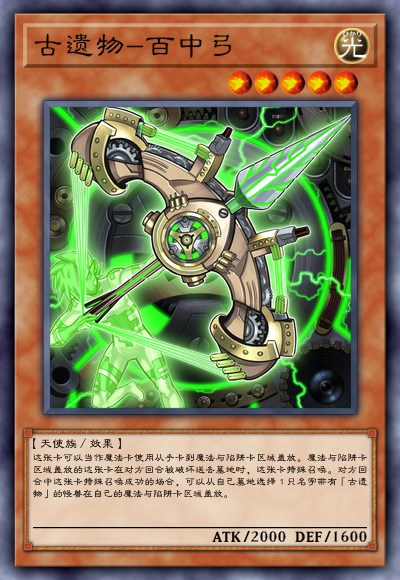 古遗物-百中弓
光
【天使族/效果】
这张卡可以当作魔法卡使用从手卡到魔法与陷阱卡区域盖放。魔法与陷阱卡
区域盖放的这张卡在对方回合被破坏送去墓地时，这张卡特殊召唤。对方回
合中这张卡特殊召唤成功的场合，可以从自己墓地选择1只名字带有「古遗
物」的怪兽在自己的魔法与陷阱卡区域盖放。
ATK/2000 DEF/1600